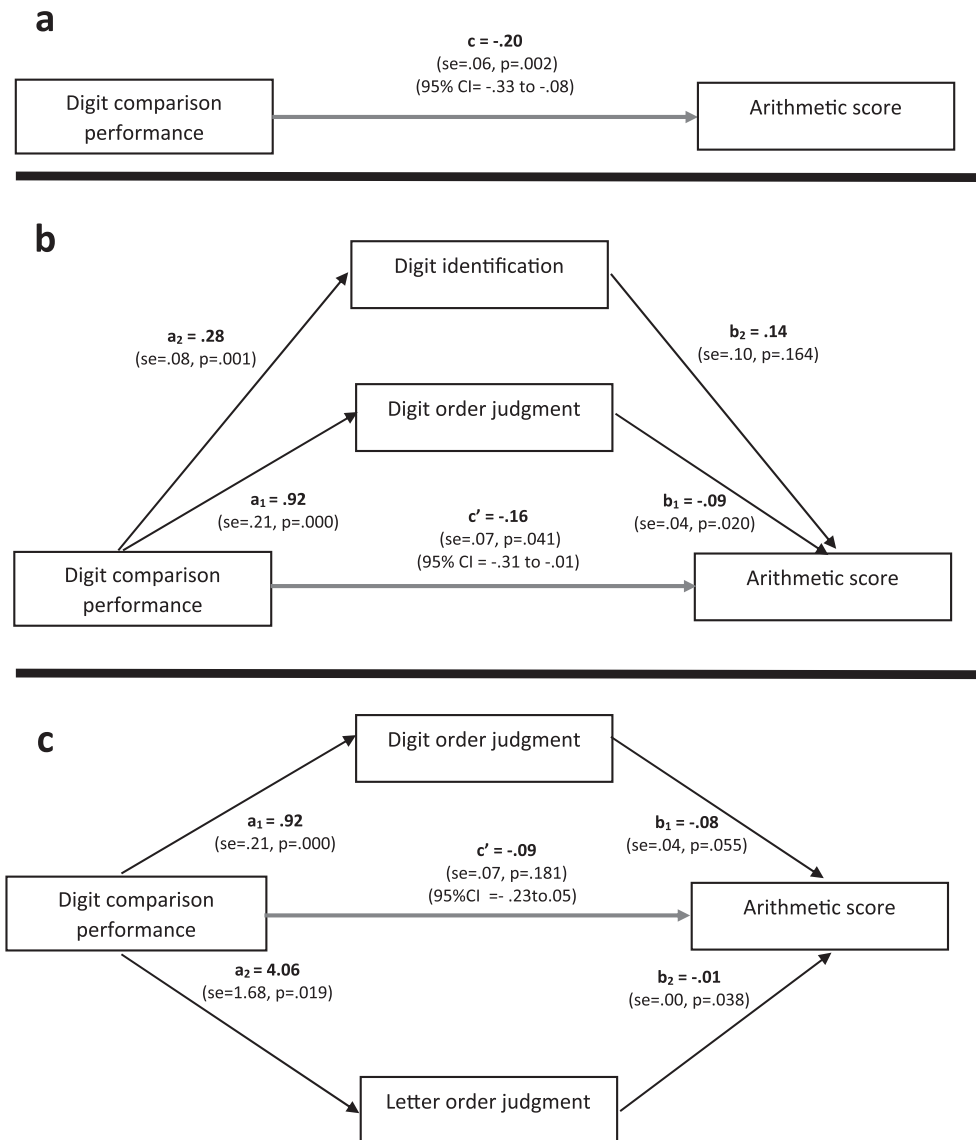 a
c = -.20
(se=.06, p=.002)
(95% CI= -.33 to -.08)
Digit comparison
performance
Arithmetic score
b
Digit identification
a₂ = .28
(se=.08, p=.001)
b₂ = .14
(se=.10, p=.164)
Digit order judgment
a₁ = .92
(se=.21, p=.000)
b₁ = -.09
(se=.04, p=.020)
c’ = -.16
(se=.07, p=.041)
(95% CI = -.31 to -.01)
Digit comparison
performance
Arithmetic score
c
Digit order judgment
a₁ = .92
(se=.21, p=.000)
b₁ = -.08
(se=.04, p=.055)
c’ = -.09
(se=.07, p=.181)
(95%CI =- .23to.05)
Digit comparison
performance
Arithmetic score
a₂ = 4.06
(se=1.68, p=.019)
b₂ = -.01
(se=.00, p=.038)
Letter order judgment